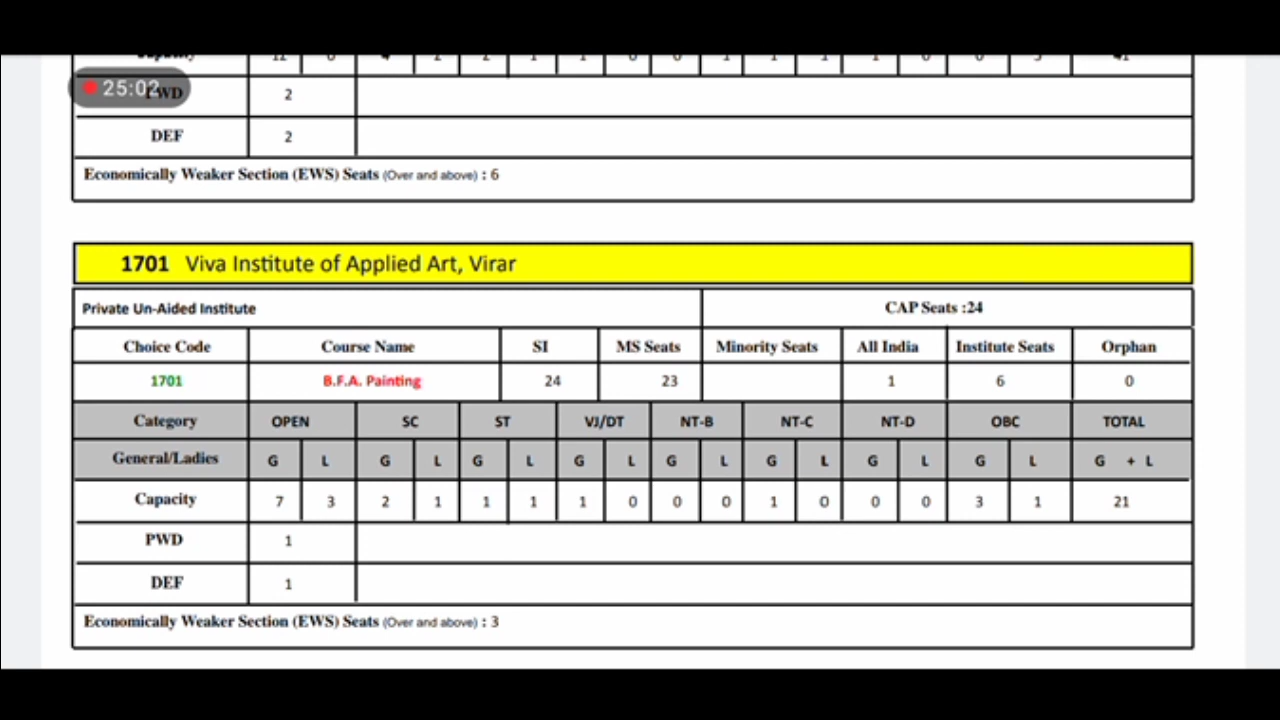 25:02
PWD 2
DEF 2
Economically Weaker Section (EWS) Seats (Over and above) : 6
1701 Viva Institute of Applied Art, Virar
Private Un-Aided Institute CAP Seats :24
Choice Code Course Name SI MS Seats Minority Seats All India Institute Seats Orphan
1701 B.F.A. Painting 24 23 1 6 0
Category OPEN SC ST VJ/DT NT-B NT-C NT-D OBC TOTAL
General/Ladies G L G L G L G L G L G L G L G L G + L
Capacity 7 3 2 1 1 1 1 0 0 0 1 0 0 0 3 1 21
PWD 1
DEF 1
Economically Weaker Section (EWS) Seats (Over and above) : 3